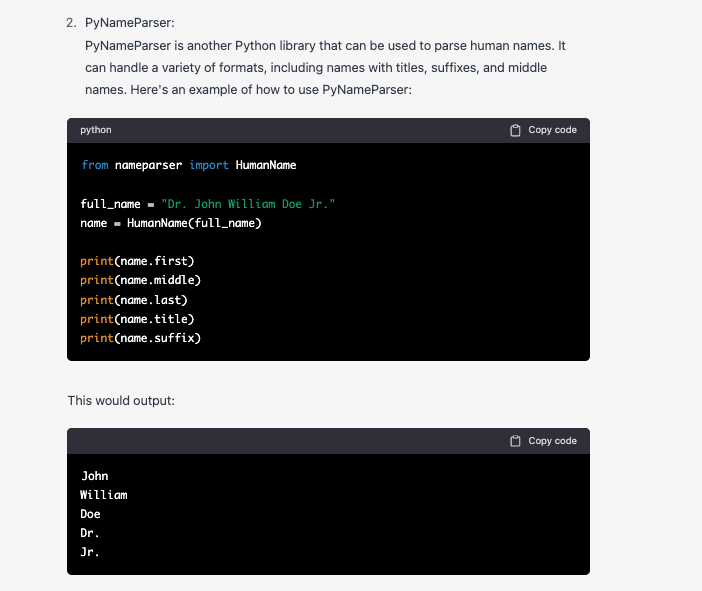 2. PyNameParser:
PyNameParser is another Python library that can be used to parse human names. It
can handle a variety of formats, including names with titles, suffixes, and middle
names. Here's an example of how to use PyNameParser:
python Copy code
from nameparser import HumanName
full_name = "Dr. John William Doe Jr."
name = HumanName(full_name)
print(name.first)
print(name.middle)
print(name.last)
print(name.title)
print(name.suffix)
This would output:
Copy code
John
William
Doe
Dr.
Jr.